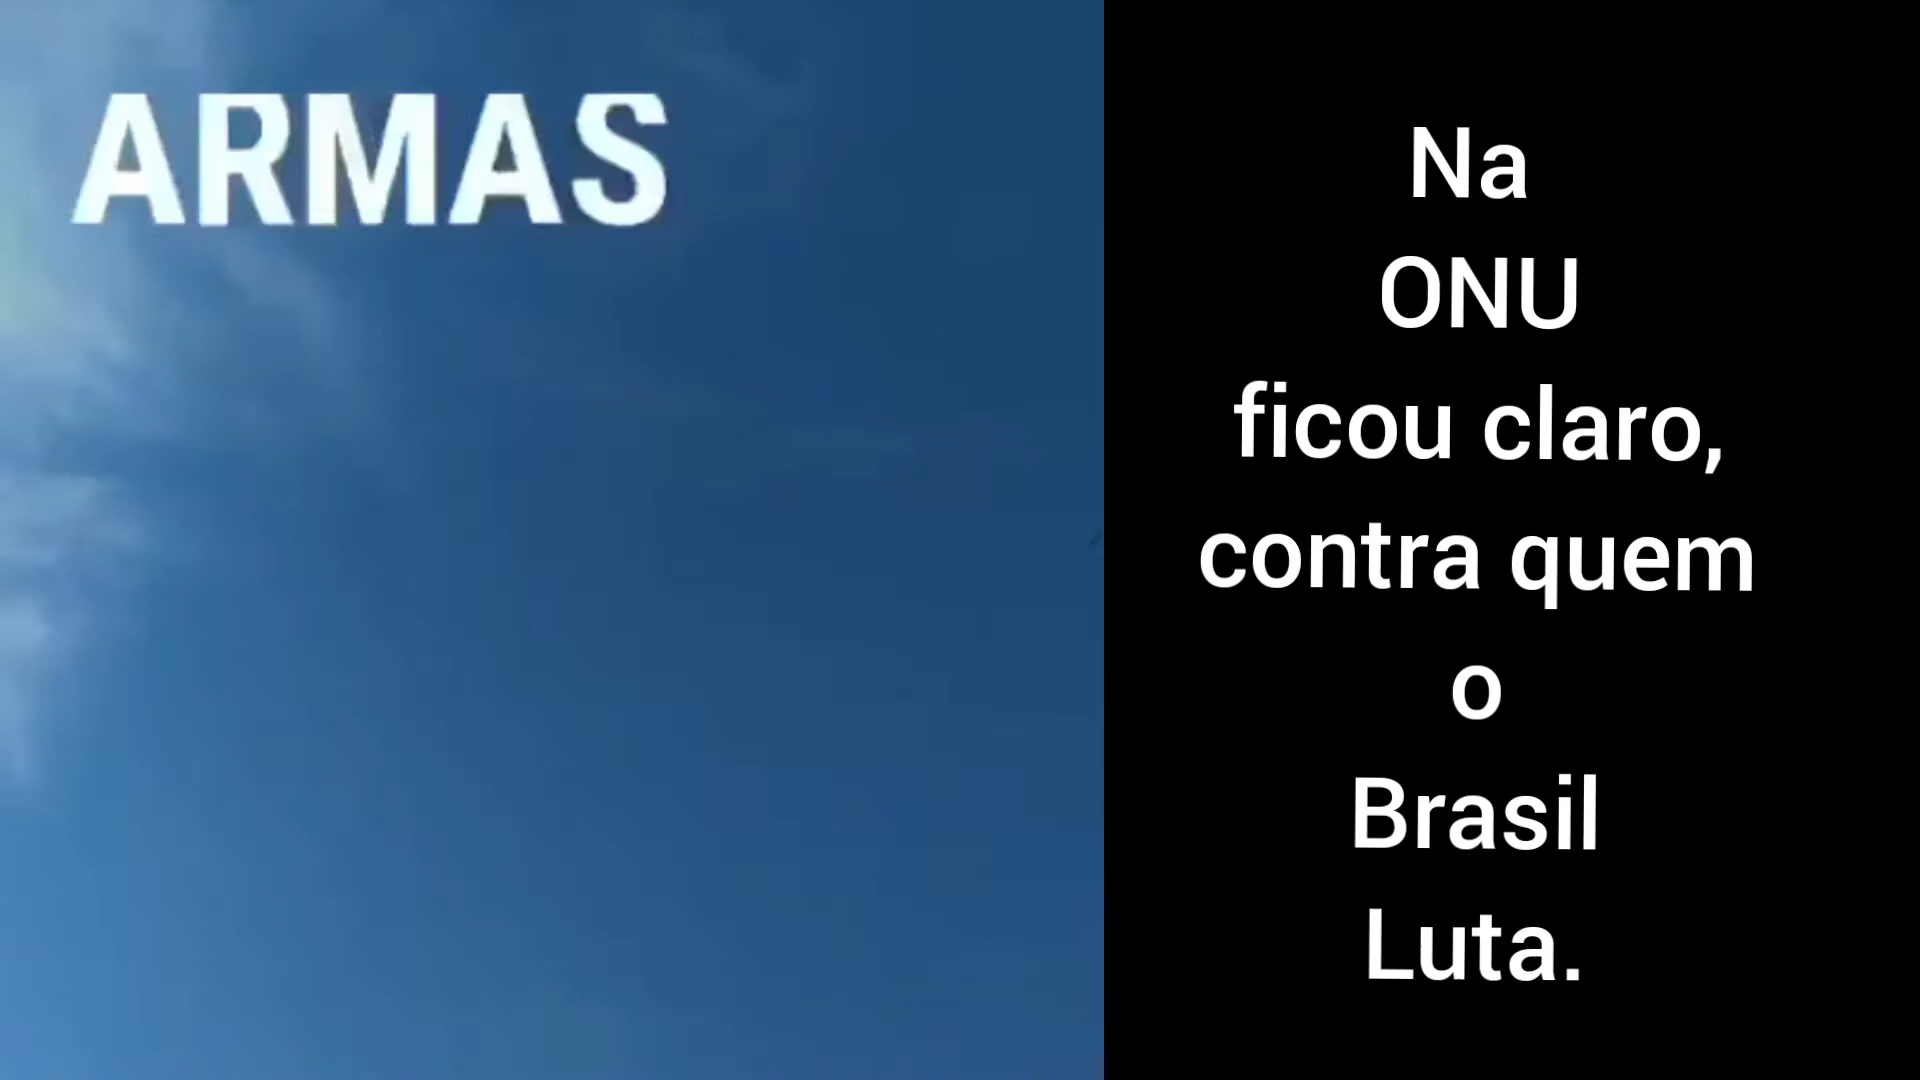 ARMAS
Na
ONU
ficou claro,
contra quem
o
Brasil
Luta.